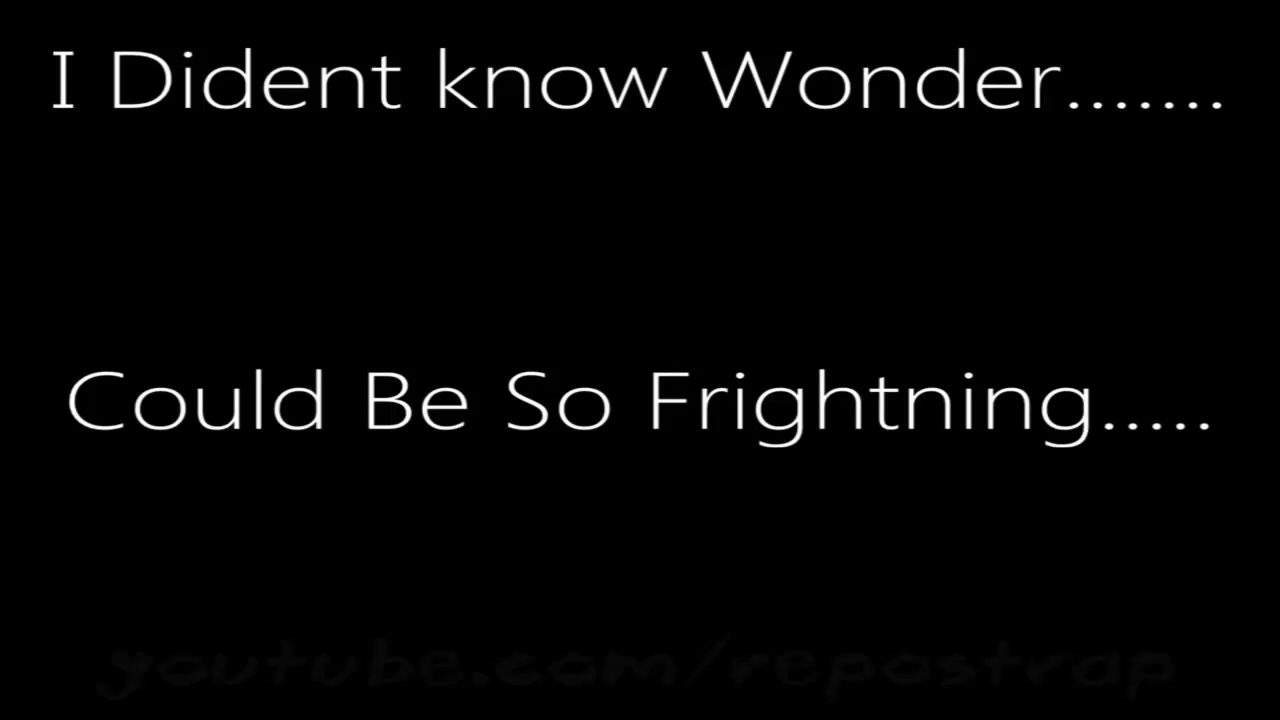 I Dident know Wonder.......
Could Be So Frightning.....
youtube.com/repostrap